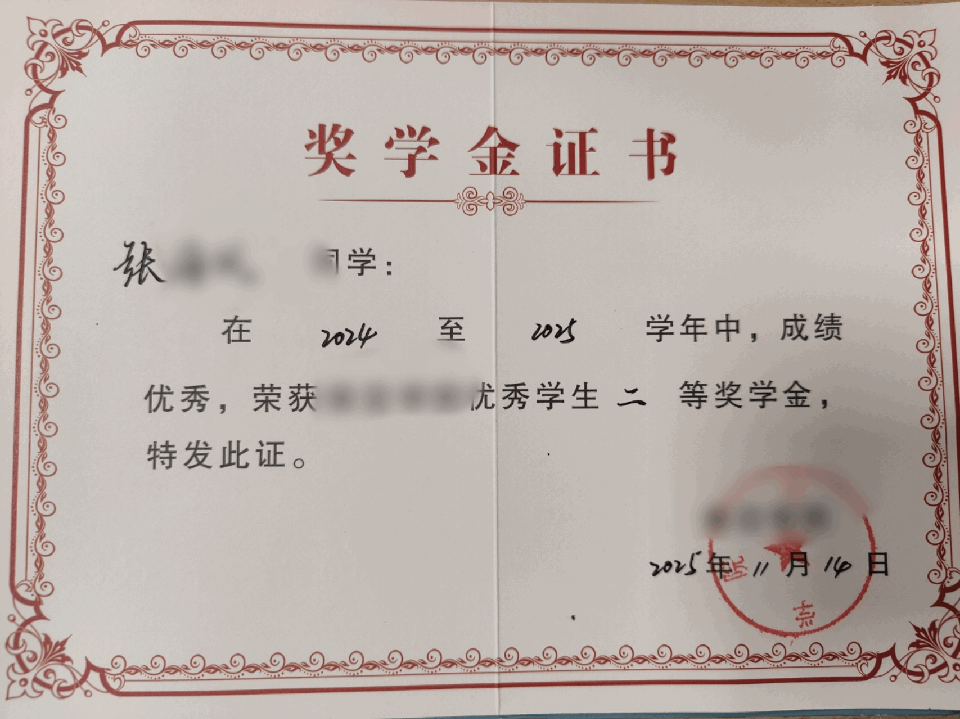 奖学金证书
张 同学：
在 2024 至 2025 学年中，成绩
优秀，荣获 优秀学生 二 等奖学金，
特发此证。
2025年 11月 14日